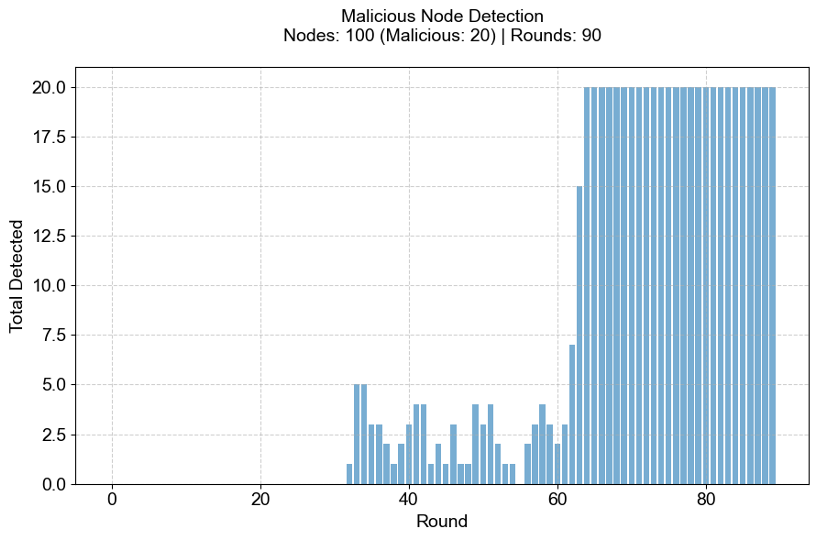 Malicious Node Detection
Nodes: 100 (Malicious: 20) | Rounds: 90
20.0
17.5
15.0
12.5
10.0
7.5
5.0
2.5
0.0
Total Detected
0 20 40 60 80
Round